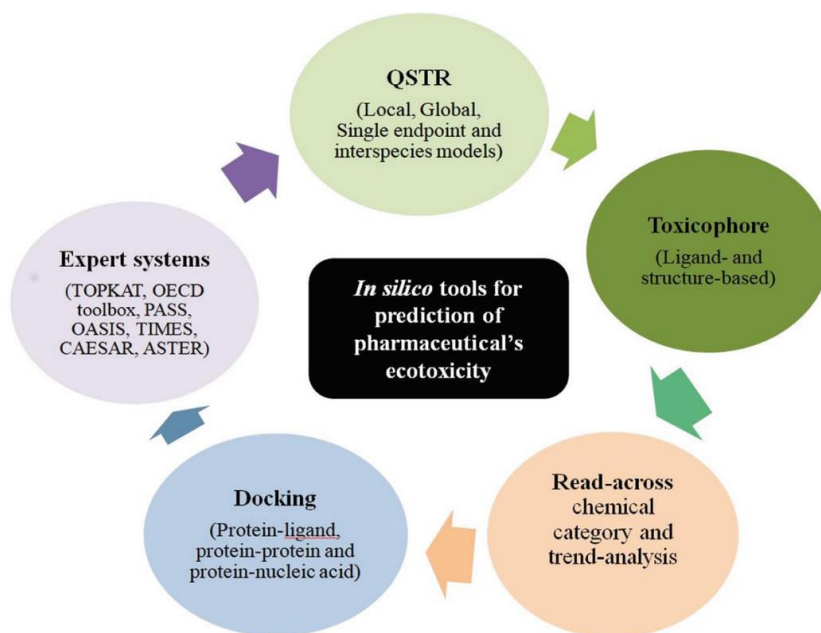 QSTR
(Local, Global,
Single endpoint and
interspecies models)
Toxicophore
(Ligand- and
structure-based)
Expert systems
(TOPKAT, OECD
toolbox, PASS,
OASIS, TIMES,
CAESAR, ASTER)
In silico tools for
prediction of
pharmaceutical's
ecotoxicity
Docking
(Protein-ligand,
protein-protein and
protein-nucleic acid)
Read-across
chemical
category and
trend-analysis